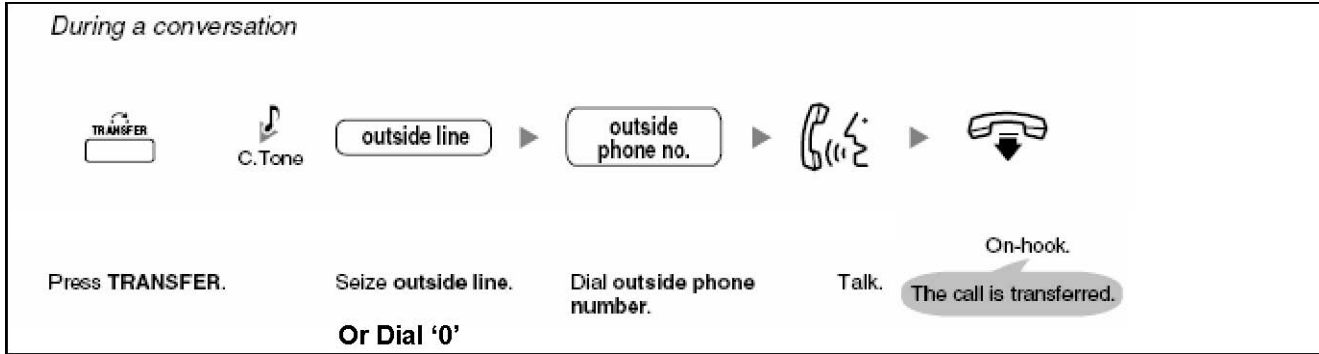 During a conversation
TRANSFER
C.Tone
outside line
outside
phone no.
Press TRANSFER.
Seize outside line.
Or Dial ‘0’
Dial outside phone
number.
Talk.
On-hook.
The call is transferred.